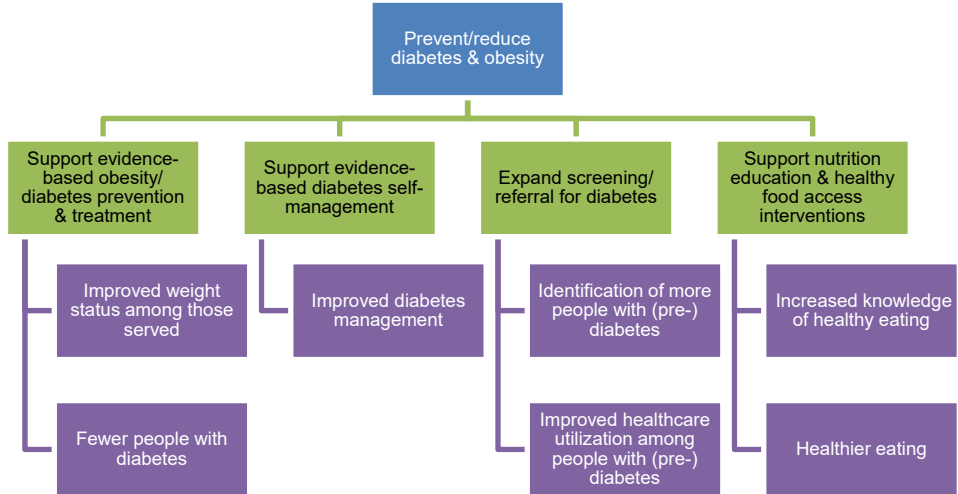 Prevent/reduce
diabetes & obesity
Support evidence-
based obesity/
diabetes prevention
& treatment
Support evidence-
based diabetes self-
management
Expand screening/
referral for diabetes
Support nutrition
education & healthy
food access
interventions
Improved weight
status among those
served
Improved diabetes
management
Identification of more
people with (pre-)
diabetes
Increased knowledge
of healthy eating
Fewer people with
diabetes
Improved healthcare
utilization among
people with (pre-)
diabetes
Healthier eating